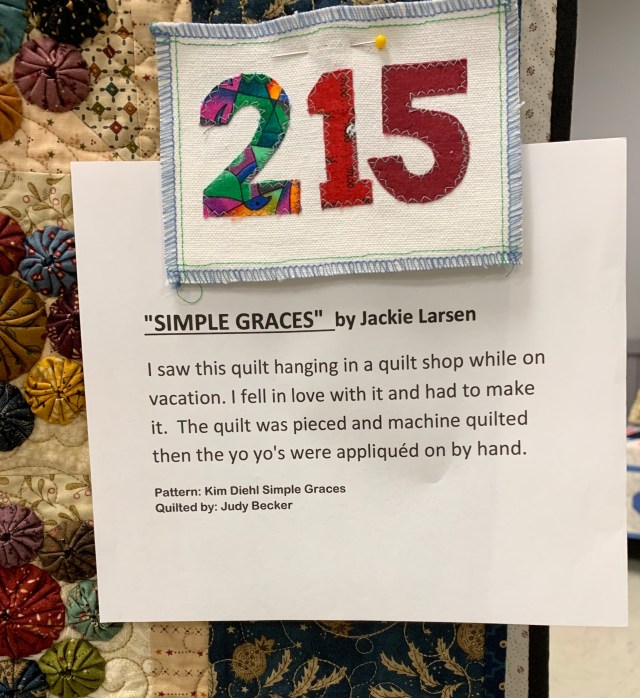 215
"SIMPLE GRACES" by Jackie Larsen
I saw this quilt hanging in a quilt shop while on
vacation. I fell in love with it and had to make
it. The quilt was pieced and machine quilted
then the yo yo's were appliquéd on by hand.
Pattern: Kim Diehl Simple Graces
Quilted by: Judy Becker